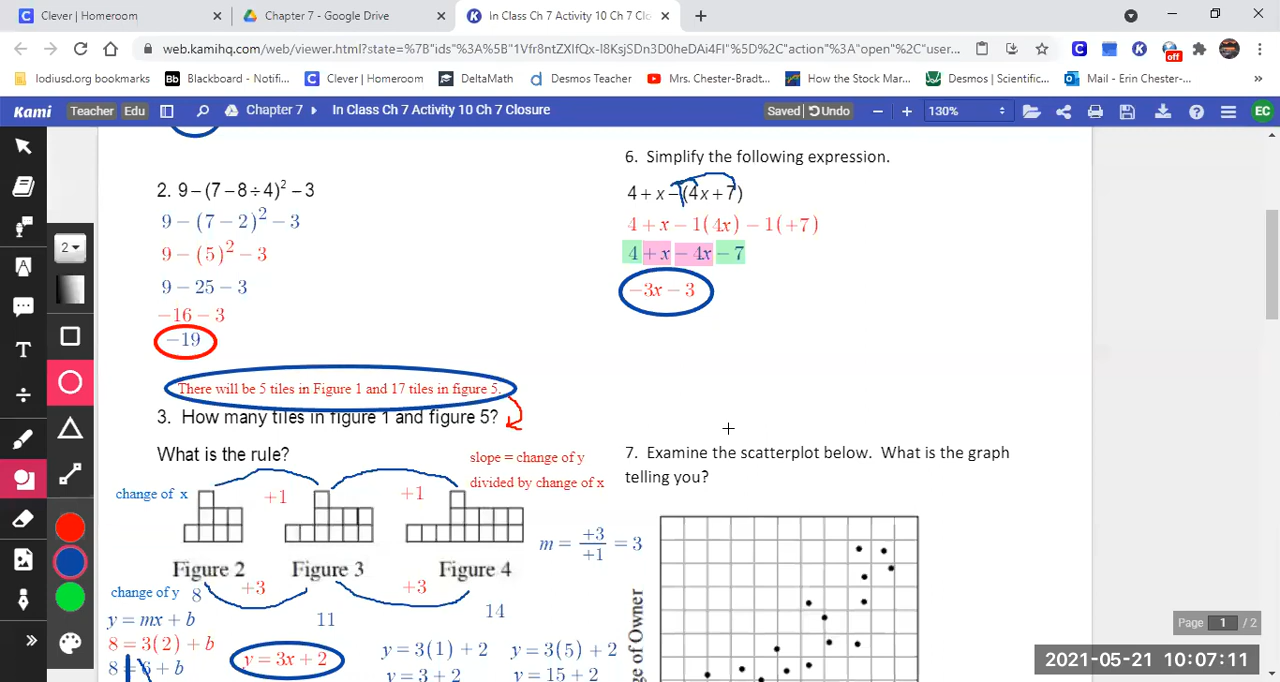 Clever | Homeroom
Chapter 7 - Google Drive
In Class Ch 7 Activity 10 Ch 7 Clo
web.kamihq.com/web/viewer.html?state=%7B"ids"%3A%5B"1Vfr8ntZXIfQx-I8KsjSDn3D0heDAi4Fl"%5D%2C"action"%3A"open"%2C"user...
lodiusd.org bookmarks
Blackboard - Notifi...
Clever | Homeroom
DeltaMath
Desmos Teacher
Mrs. Chester-Bradt...
How the Stock Mar...
Desmos | Scientific...
Mail - Erin Chester-...
Kami Teacher Edu Chapter 7 In Class Ch 7 Activity 10 Ch 7 Closure Saved Undo 130% EC
2. 9 – (7 – 8 ÷ 4)² – 3
9 − (7 − 2)² − 3
9 − (5)² − 3
9 − 25 − 3
−16 − 3
−19
There will be 5 tiles in Figure 1 and 17 tiles in figure 5.
3. How many tiles in figure 1 and figure 5?
What is the rule?
slope = change of y
divided by change of x
change of x
+1
+1
m = +3/+1 = 3
Figure 2
Figure 3
Figure 4
change of y
8
+3
+3
11
14
y = mx + b
8 = 3(2) + b
8 = 6 + b
y = 3x + 2
y = 3(1) + 2
y = 3 + 2
y = 3(5) + 2
y = 15 + 2
6. Simplify the following expression.
4 + x – (4x + 7)
4 + x − 1(4x) − 1(+7)
4 + x − 4x − 7
−3x − 3
7. Examine the scatterplot below. What is the graph
telling you?
of Owner
2
off
Page 1 / 2
2021-05-21 10:07:11